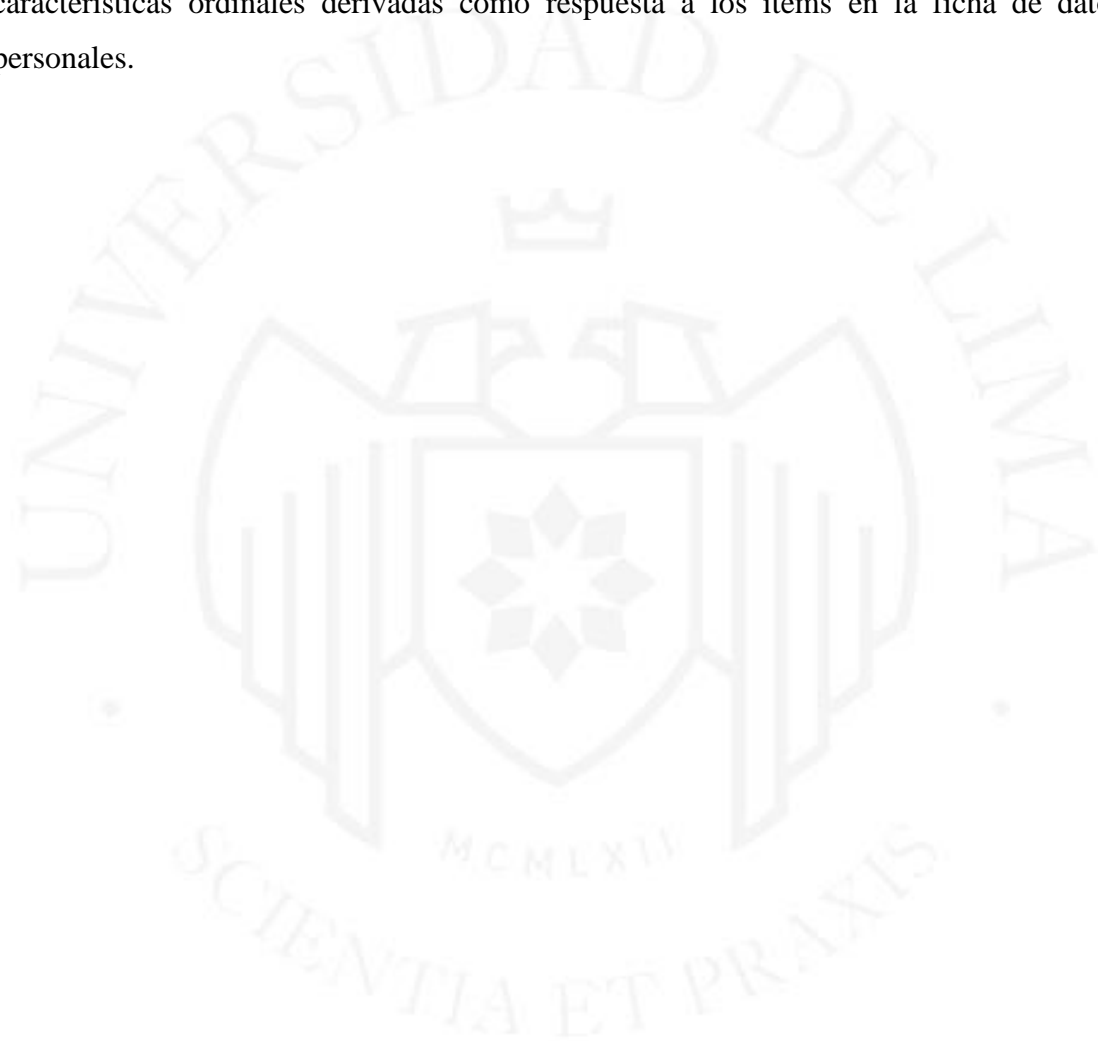 características ordinales derivadas como respuesta a los ítems en la ficha de dat
personales.
UNIVERSIDAD DE LIMA
MCMLXII
SCIENTIA ET PRAXIS